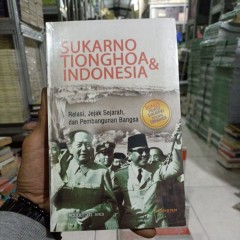 SUKARNO
TIONGHOA &
INDONESIA
Relasi, Jejak Sejarah,
dan Pembangunan Bangsa